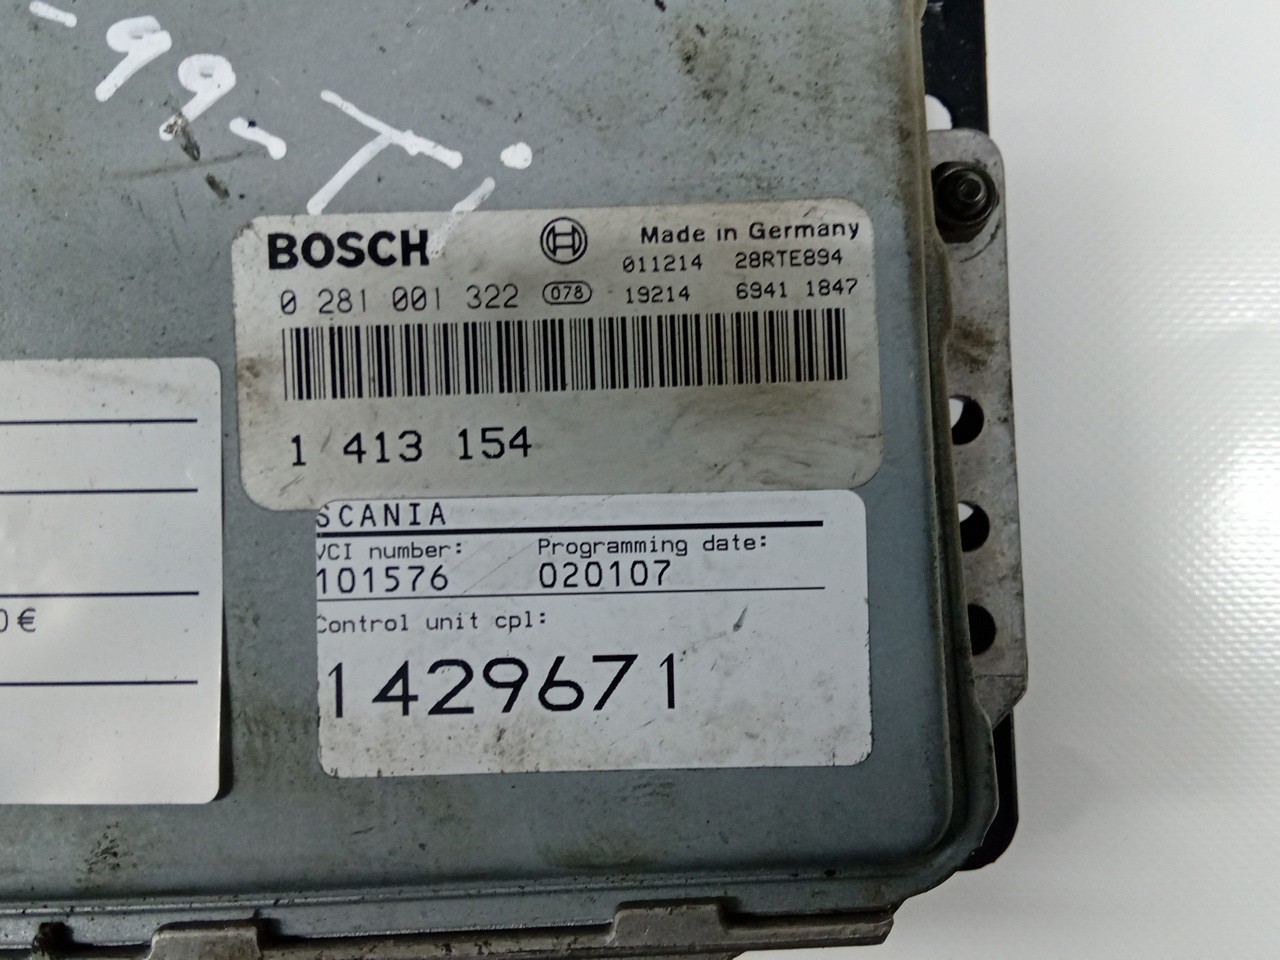 -99-Ti
BOSCH Made in Germany
011214 28RTE894
0 281 001 322 078 19214 6941 1847
1 413 154
SCANIA
VCI number: Programming date:
101576 020107
Control unit cpl:
1429671
0€